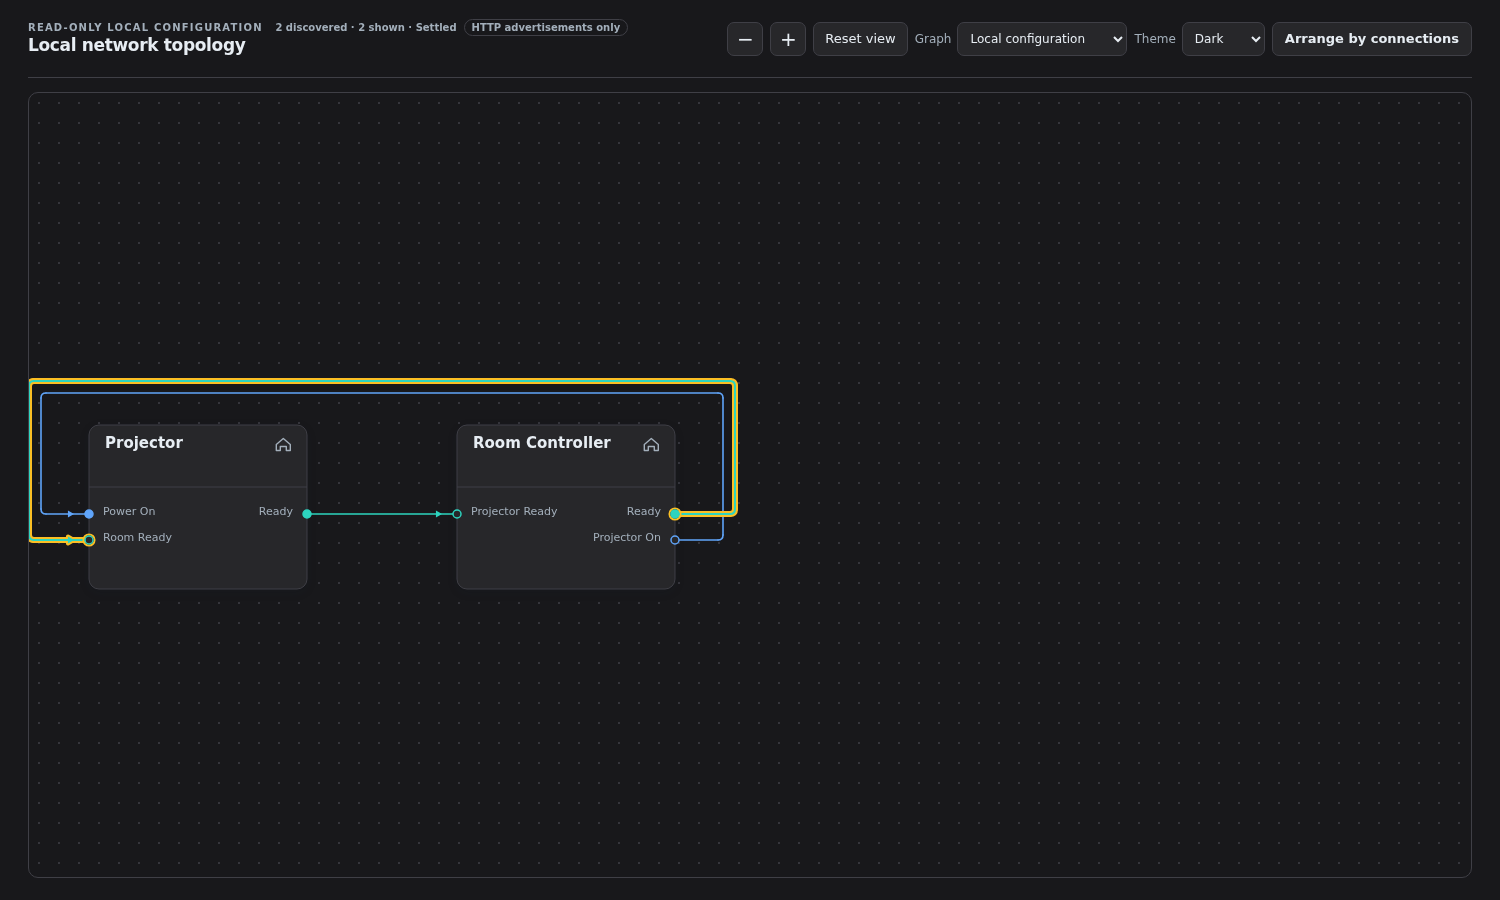 READ-ONLY LOCAL CONFIGURATION 2 discovered · 2 shown · Settled HTTP advertisements only
Local network topology
− + Reset view Graph Local configuration Theme Dark Arrange by connections
Projector
Power On Ready
Room Ready
Room Controller
Projector Ready Ready
Projector On